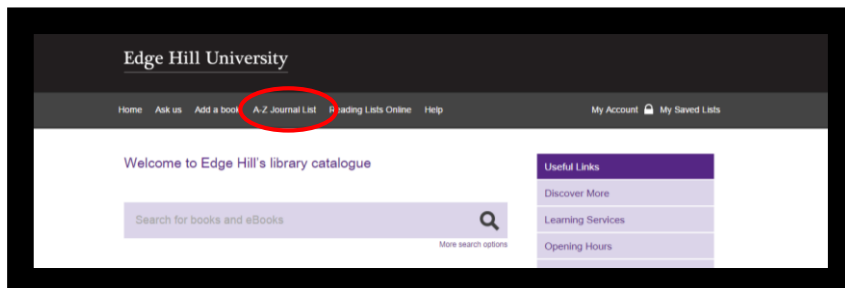 Edge Hill University
Home Ask us Add a book A-Z Journal List Reading Lists Online Help My Account My Saved Lists
Welcome to Edge Hill's library catalogue
Useful Links
Discover More
Search for books and eBooks
Learning Services
More search options
Opening Hours